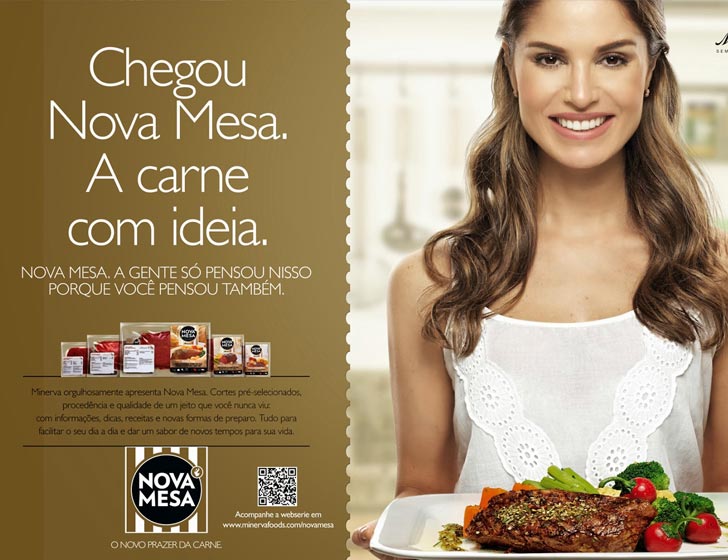 Chegou
Nova Mesa.
A carne
com ideia.
NOVA MESA. A GENTE SÓ PENSOU NISSO
PORQUE VOCÊ PENSOU TAMBÉM.
NOVA
MESA
Minerva orgulhosamente apresenta Nova Mesa. Cortes pré-selecionados,
procedência e qualidade de um jeito que você nunca viu:
com informações, dicas, receitas e novas formas de preparo. Tudo para
facilitar o seu dia a dia e dar um sabor de novos tempos para sua vida.
NOVA
MESA
Acompanhe a webserie em
www.minervafoods.com/novamesa
O NOVO PRAZER DA CARNE.